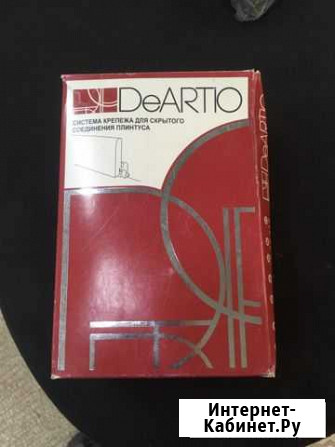 DeARTIO
СИСТЕМА КРЕПЕЖА ДЛЯ СКРЫТОГО
СОЕДИНЕНИЯ ПЛИНТУСА
DeARTIO
Интернет-
Кабинет.Ру